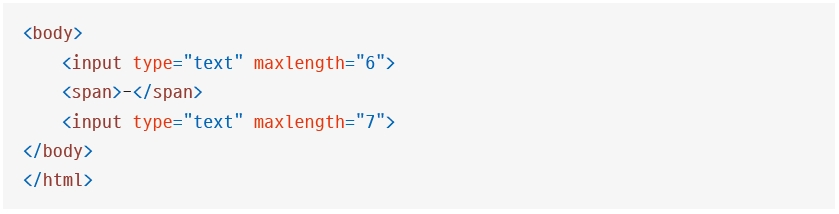 <body>
    <input type="text" maxlength="6">
    <span>-</span>
    <input type="text" maxlength="7">
</body>
</html>